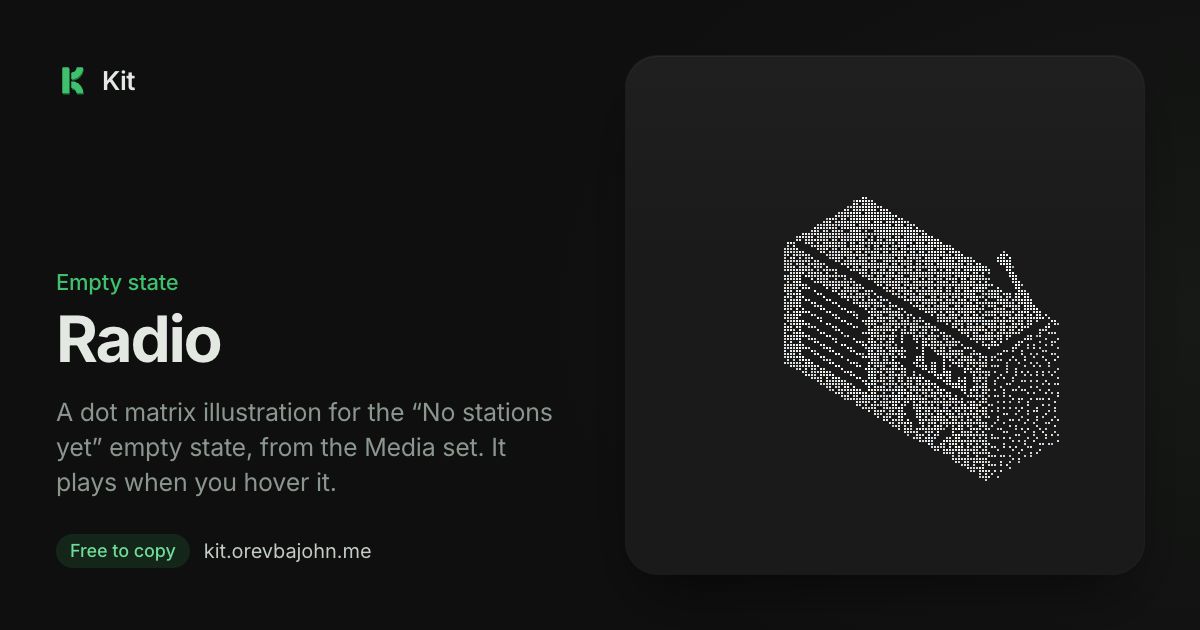 Kit
Empty state
Radio
A dot matrix illustration for the “No stations
yet” empty state, from the Media set. It
plays when you hover it.
Free to copy
kit.orevbajohn.me